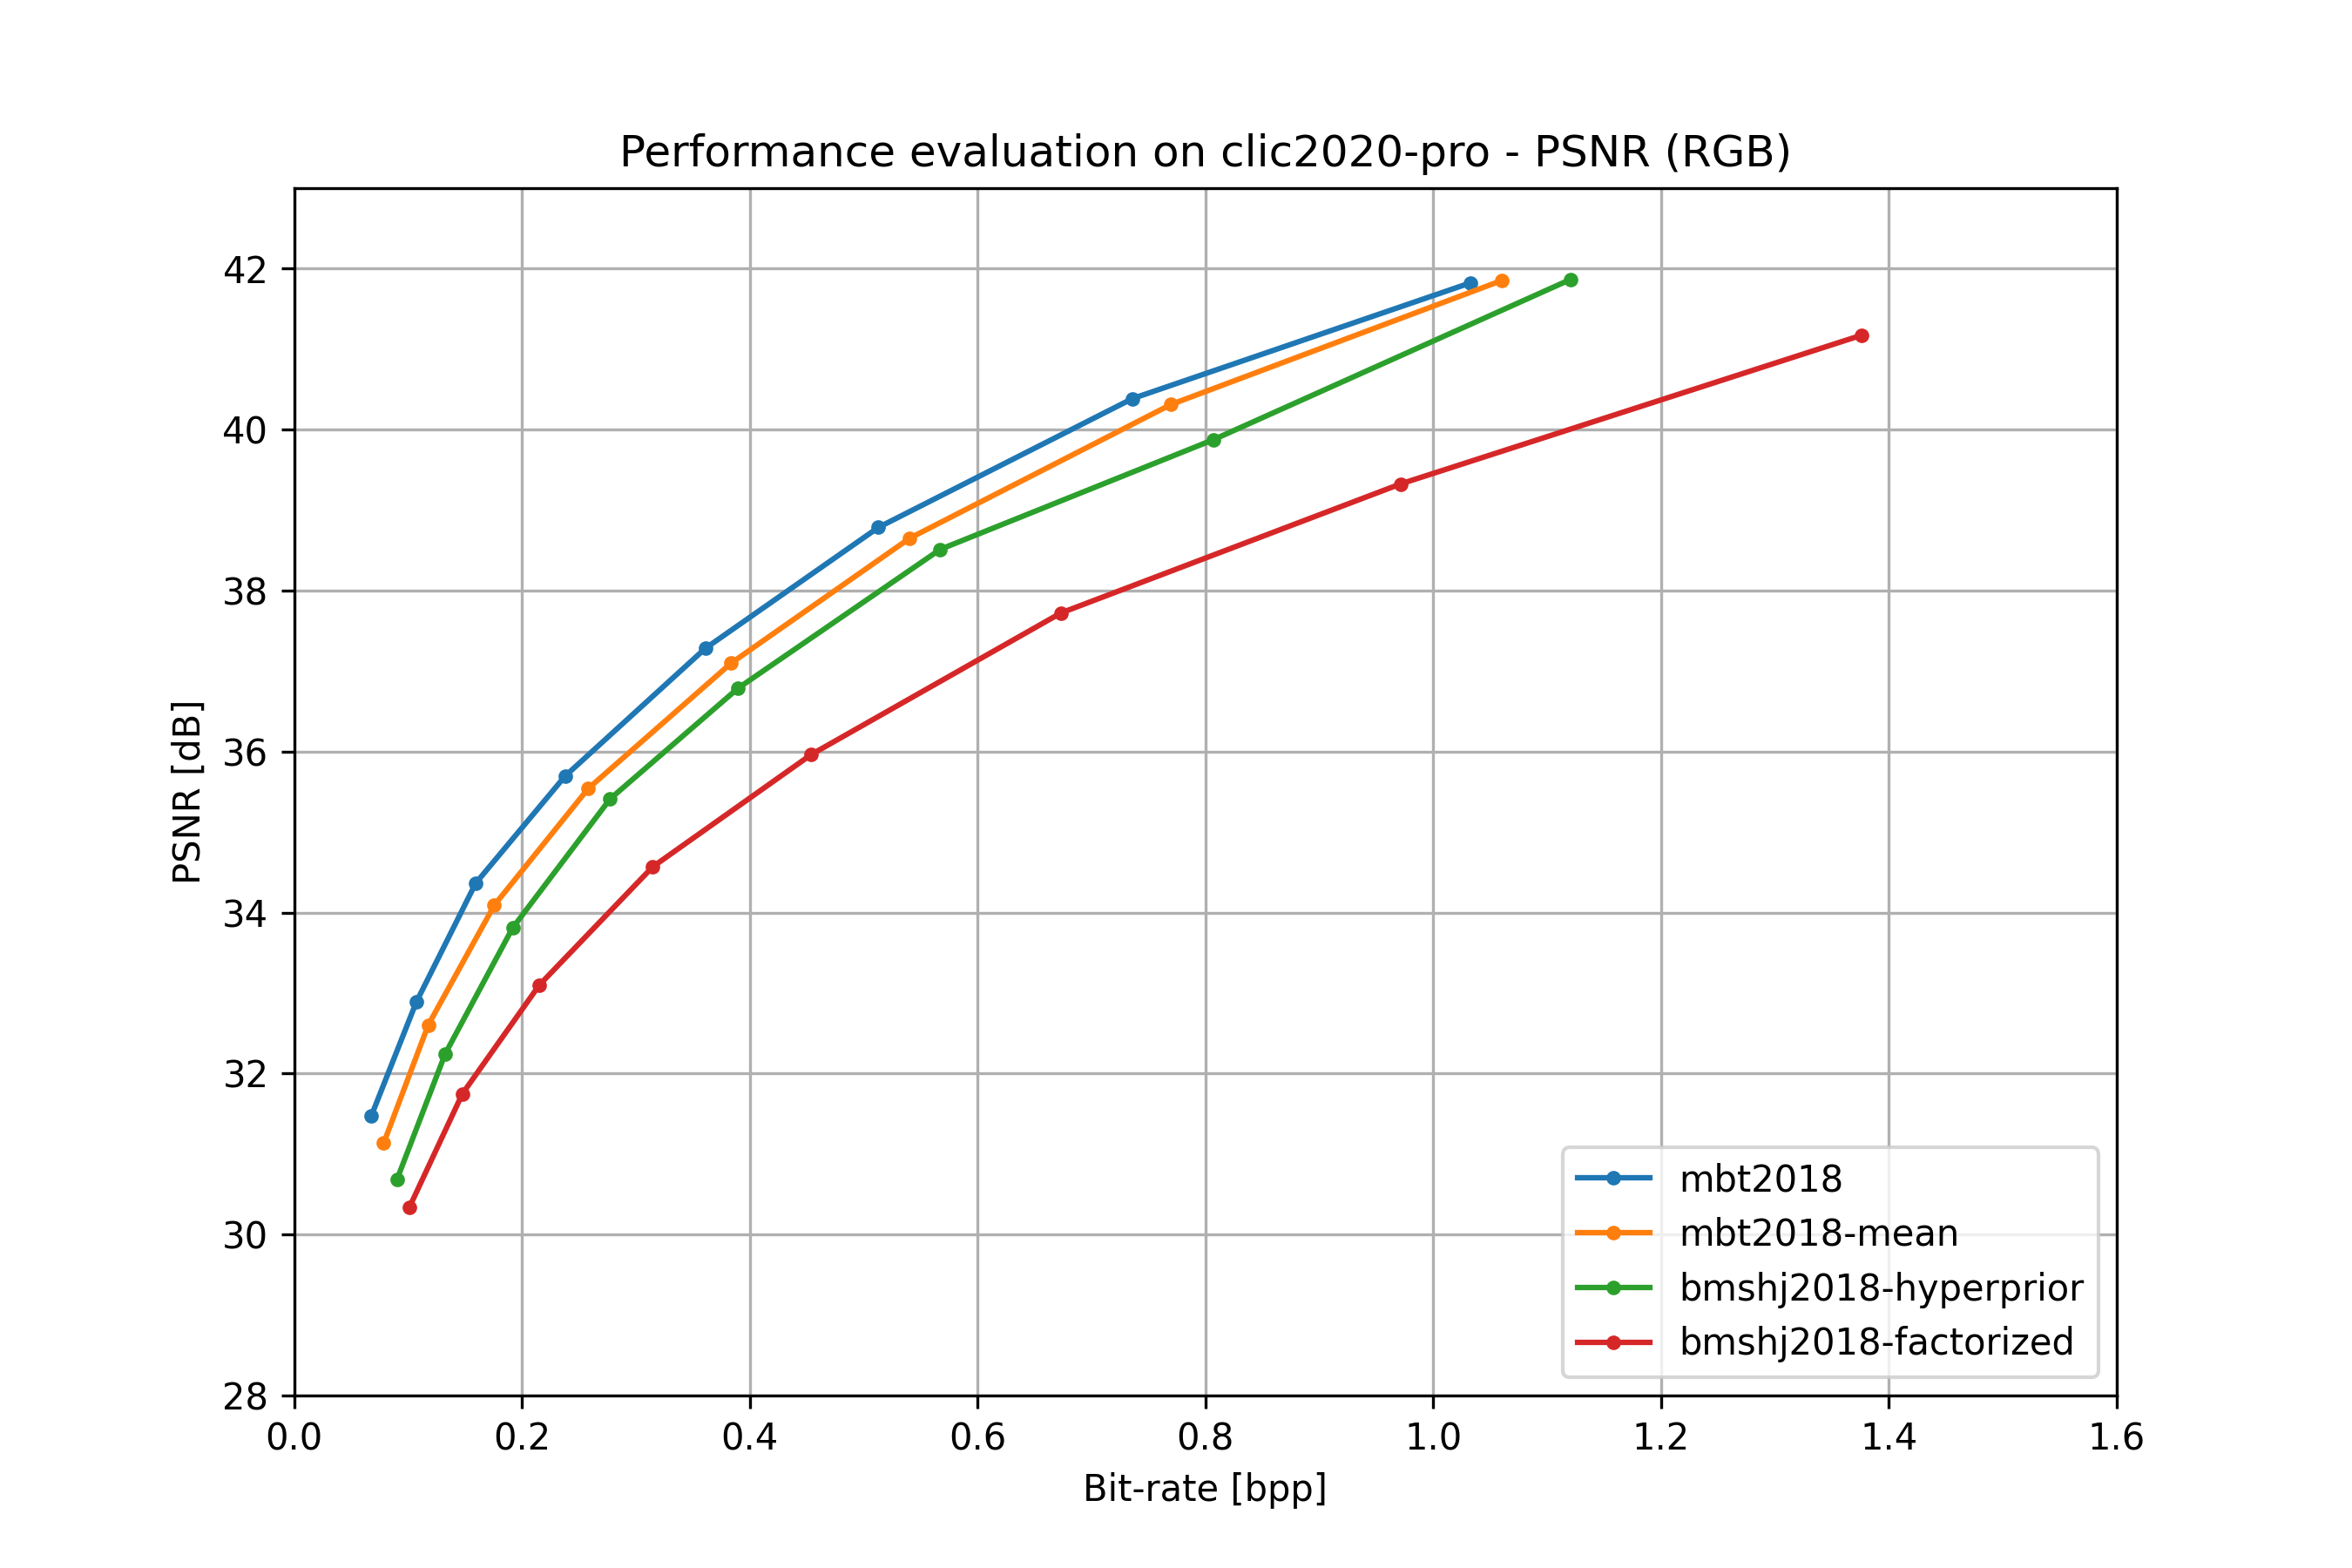 Performance evaluation on clic2020-pro - PSNR (RGB)
PSNR [dB]
42
40
38
36
34
32
30
28
0.0 0.2 0.4 0.6 0.8 1.0 1.2 1.4 1.6
Bit-rate [bpp]
mbt2018
mbt2018-mean
bmshj2018-hyperprior
bmshj2018-factorized